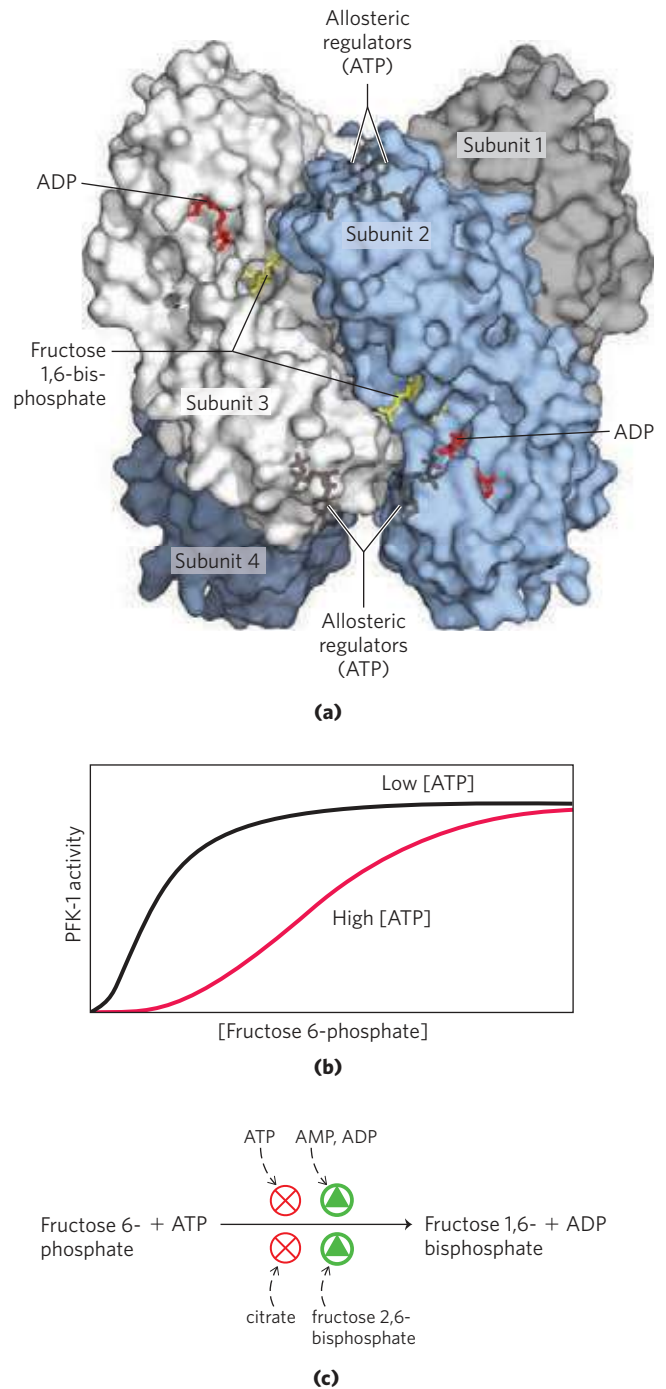 Allosteric
regulators
(ATP)
Subunit 1
ADP
Subunit 2
Fructose
1,6-bis-
phosphate
Subunit 3
ADP
Subunit 4
Allosteric
regulators
(ATP)
(a)
Low [ATP]
PFK-1 activity
High [ATP]
[Fructose 6-phosphate]
(b)
ATP AMP, ADP
Fructose 6- + ATP Fructose 1,6- + ADP
phosphate bisphosphate
citrate fructose 2,6-
bisphosphate
(c)